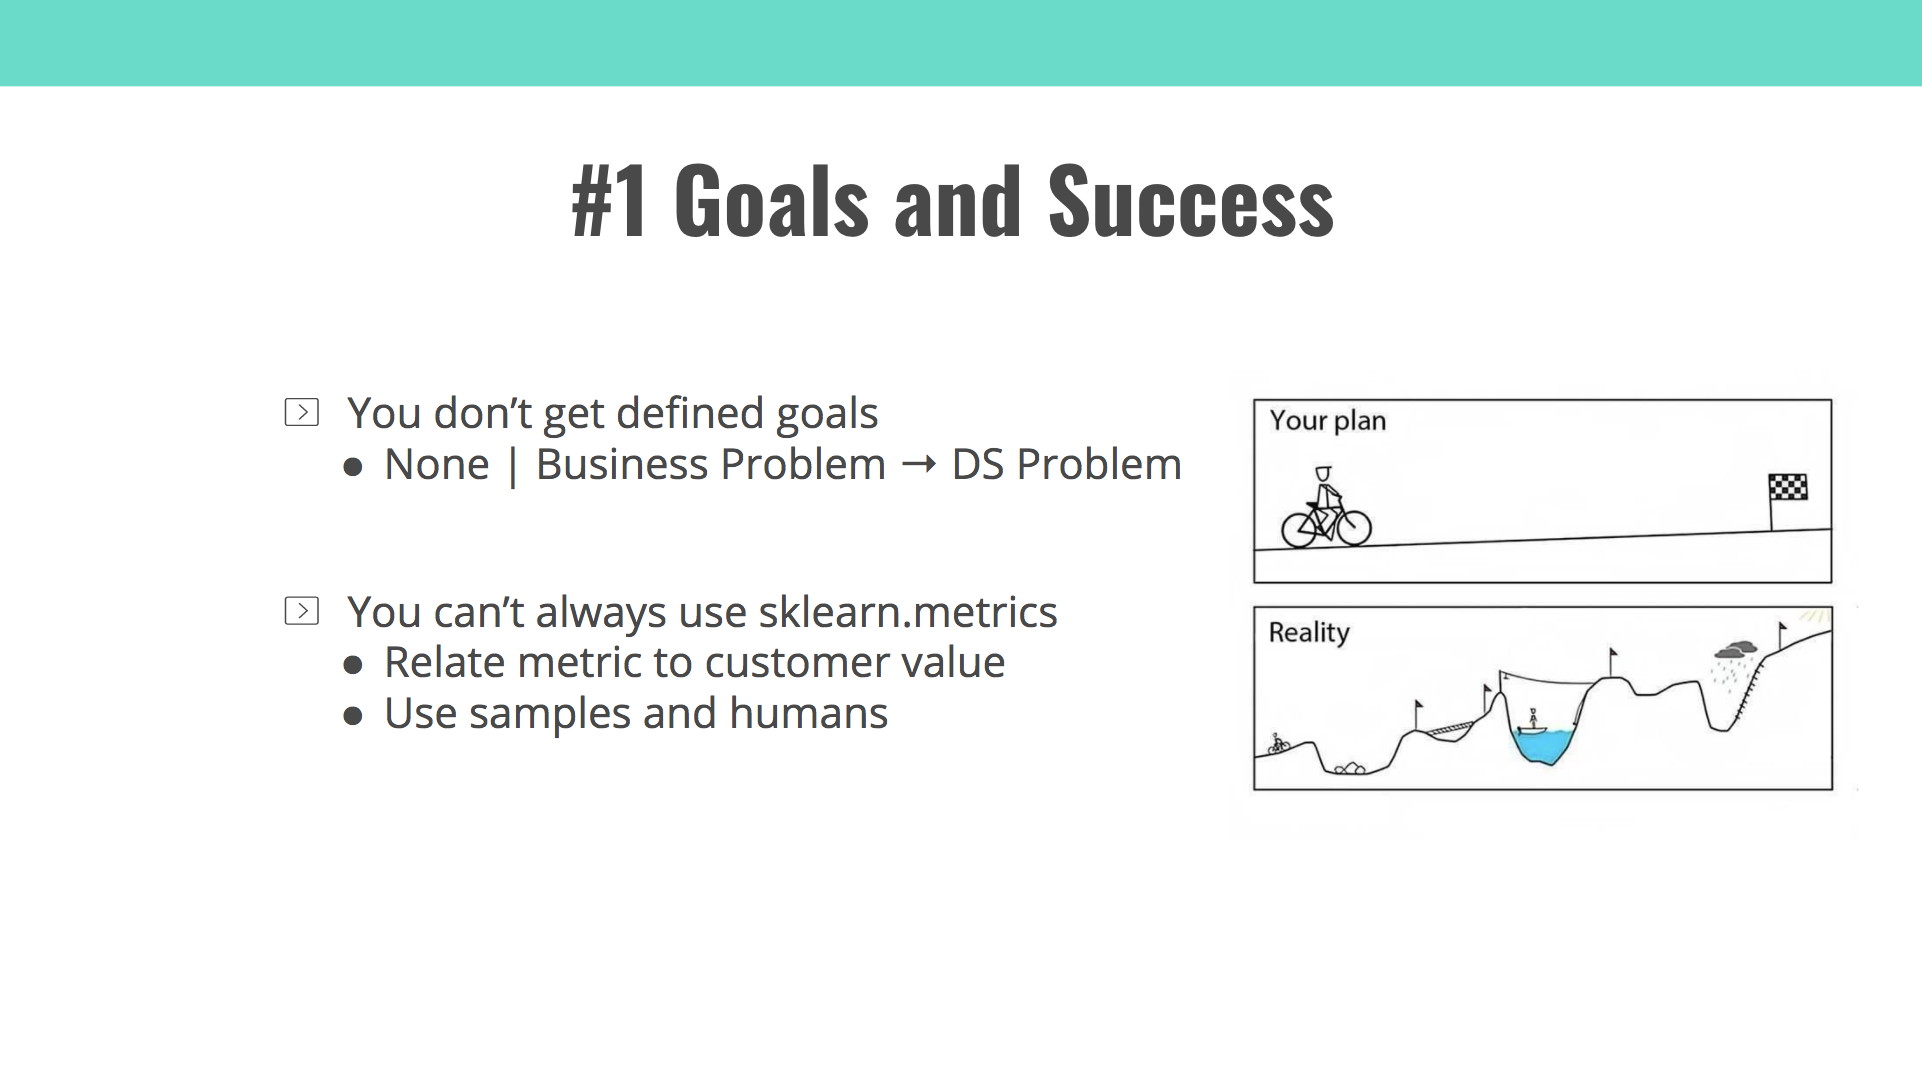 #1 Goals and Success
You don’t get defined goals
● None | Business Problem → DS Problem
You can’t always use sklearn.metrics
● Relate metric to customer value
● Use samples and humans
Your plan
Reality